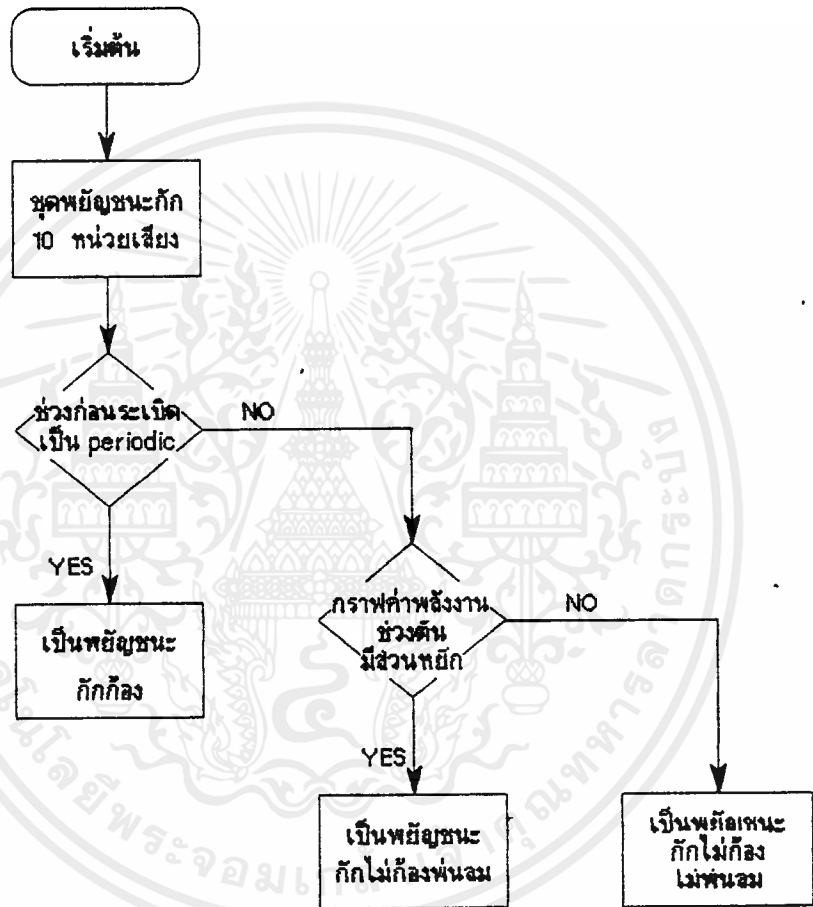 เริ่มต้น
ชุดพยัญชนะกัก
10 หน่วยเสียง
ช่วงก่อนระเบิด
เป็น periodic
NO
YES
เป็นพยัญชนะ
กักก้อง
กราฟค่าพลังงาน
ช่วงต้น
มีส่วนหยัก
NO
YES
เป็นพยัญชนะ
กักไม่ก้องพ่นลม
เป็นพยัญชนะ
กักไม่ก้อง
ไม่พ่นลม